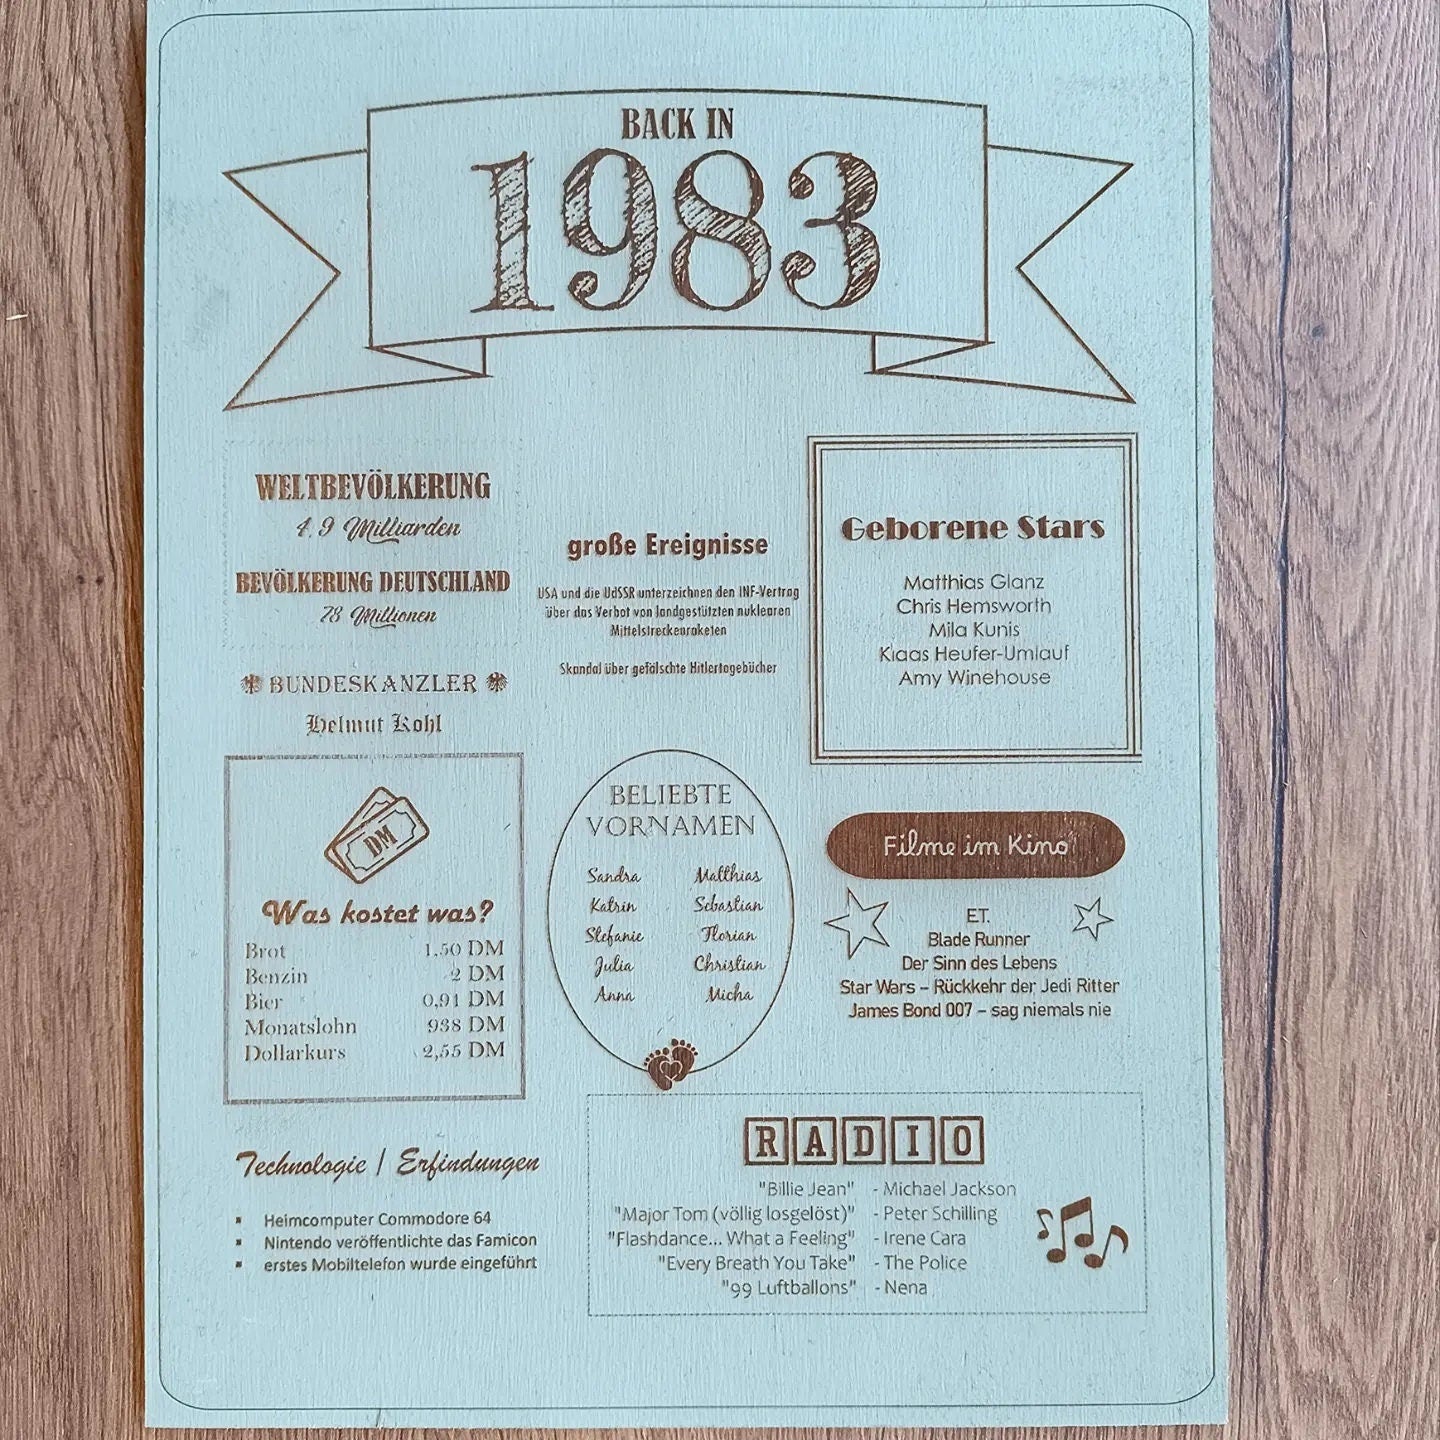 BACK IN
1983
WELTBEVÖLKERUNG
4,9 Milliarden
BEVÖLKERUNG DEUTSCHLAND
78 Millionen
BUNDESKANZLER
Helmut Kohl
große Ereignisse
USA und die UdSSR unterzeichnen den INF-Vertrag
über das Verbot von landgestützten nuklearen
Mittelstreckenraketen
Skandal über gefälschte Hitlertagebücher
Geborene Stars
Matthias Glanz
Chris Hemsworth
Mila Kunis
Klaas Heufer-Umlauf
Amy Winehouse
DM
Was kostet was?
Brot 1,50 DM
Benzin 2 DM
Bier 0,91 DM
Monatslohn 938 DM
Dollarkurs 2,55 DM
BELIEBTE
VORNAMEN
Sandra Matthias
Katrin Sebastian
Stefanie Florian
Julia Christian
Anna Micha
Filme im Kino
ET.
Blade Runner
Der Sinn des Lebens
Star Wars – Rückkehr der Jedi Ritter
James Bond 007 – sag niemals nie
Technologie / Erfindungen
▪ Heimcomputer Commodore 64
▪ Nintendo veröffentlichte das Famicon
▪ erstes Mobiltelefon wurde eingeführt
RADIO
"Billie Jean" - Michael Jackson
"Major Tom (völlig losgelöst)" - Peter Schilling
"Flashdance... What a Feeling" - Irene Cara
"Every Breath You Take" - The Police
"99 Luftballons" - Nena